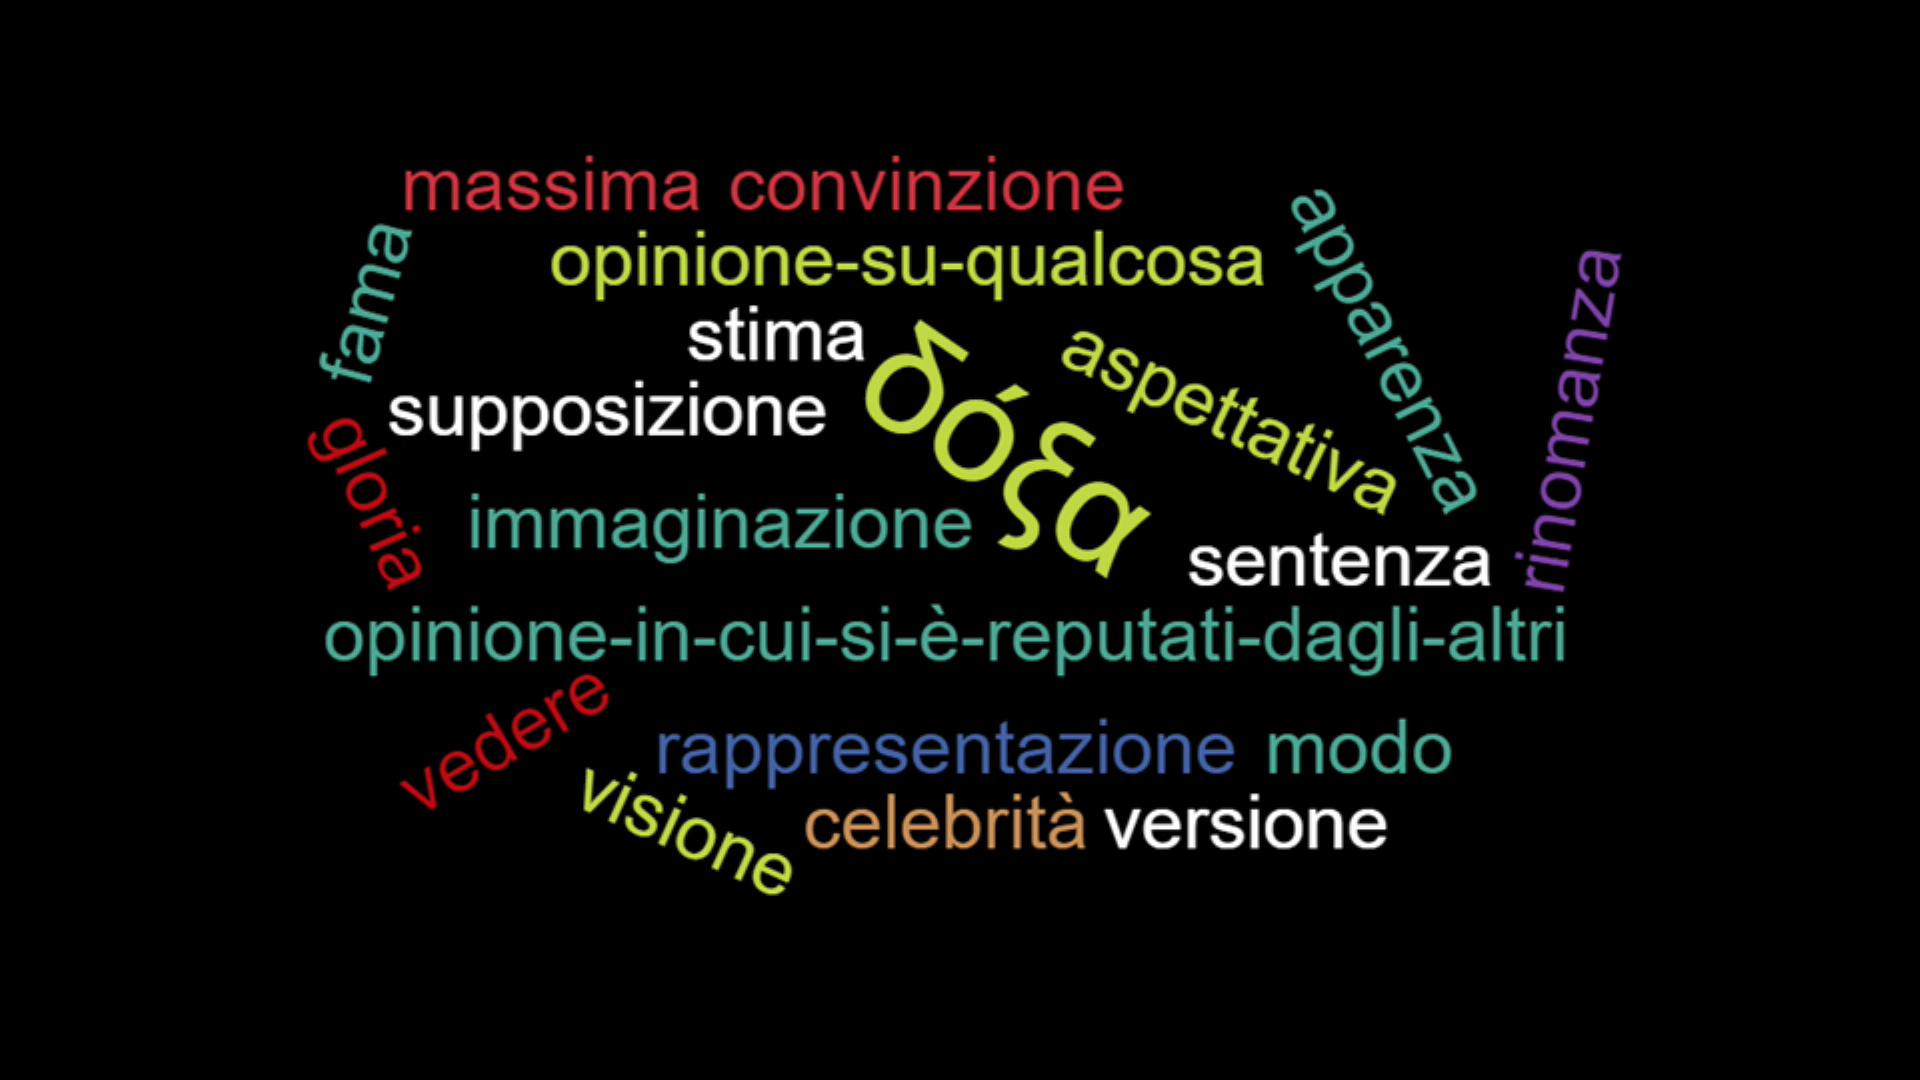 massima convinzione
fama
opinione-su-qualcosa
apparenza
rinomanza
stima
δόξα
aspettativa
supposizione
gloria
immaginazione
sentenza
opinione-in-cui-si-è-reputati-dagli-altri
vedere
rappresentazione modo
visione
celebrità versione